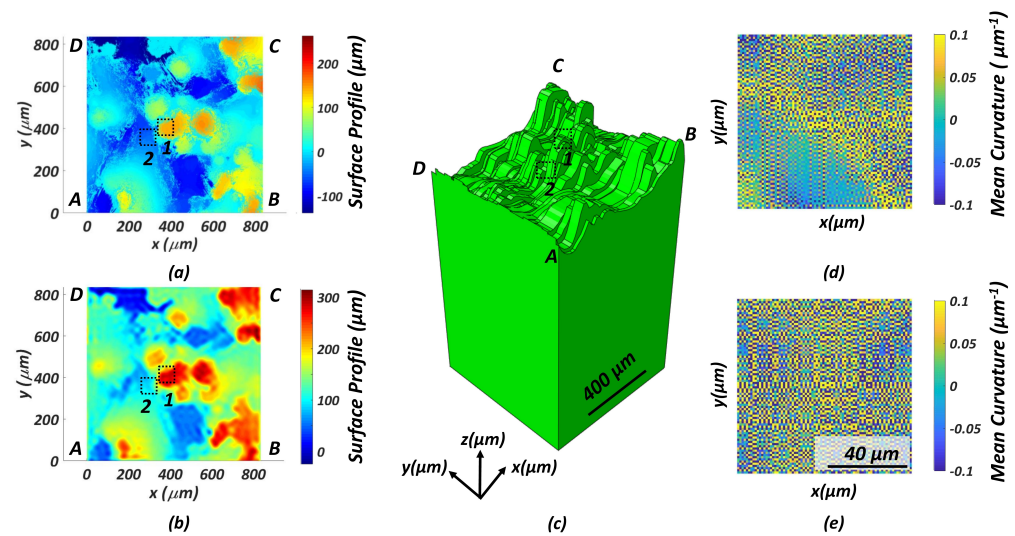 D
C
A
B
1
2
800
600
400
200
0
0 200 400 600 800
y (μm)
x (μm)
200
100
0
-100
Surface Profile (μm)
(a)
D
C
A
B
1
2
800
600
400
200
0
0 200 400 600 800
y (μm)
x (μm)
300
200
100
0
Surface Profile (μm)
(b)
C
B
D
A
1
2
400 μm
z(μm)
y(μm)
x(μm)
(c)
y(μm)
x(μm)
0.1
0.05
0
-0.05
-0.1
Mean Curvature ( μm-1)
(d)
y(μm)
40 μm
x(μm)
0.1
0.05
0
-0.05
-0.1
Mean Curvature (μm-1)
(e)